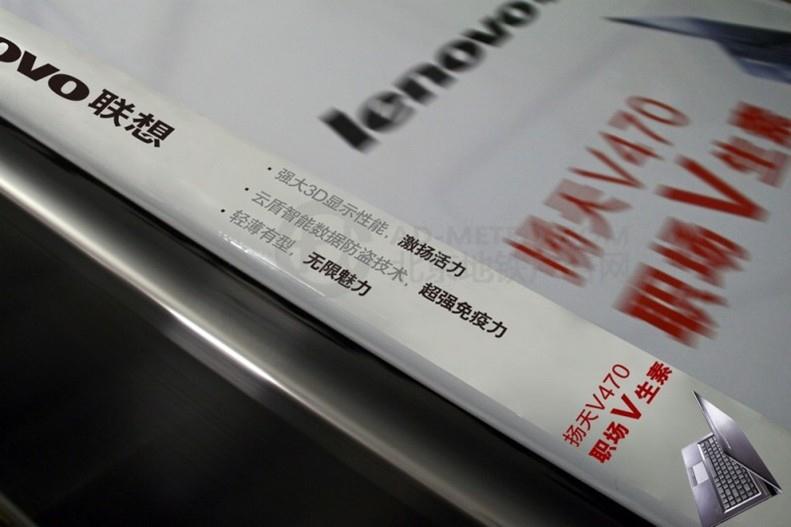 ovo联想
lenovo
· 强大3D显示性能，激扬活力
· 云盾智能数据防盗技术，超强免疫力
· 轻薄有型，无限魅力
扬天V470
职场V生素
扬天V470
职场V生素